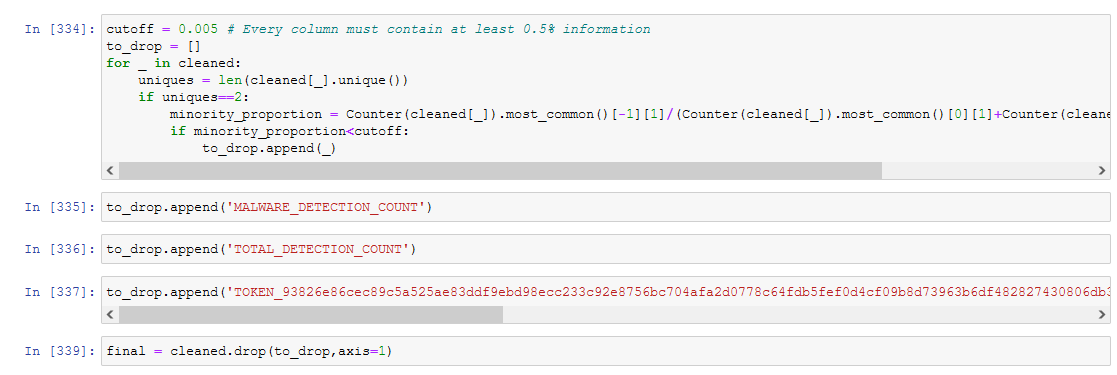 In [334]: cutoff = 0.005 # Every column must contain at least 0.5% information
to_drop = []
for _ in cleaned:
    uniques = len(cleaned[_].unique())
    if uniques==2:
        minority_proportion = Counter(cleaned[_]).most_common()[-1][1]/(Counter(cleaned[_]).most_common()[0][1]+Counter(cleane
        if minority_proportion<cutoff:
            to_drop.append(_)
In [335]: to_drop.append('MALWARE_DETECTION_COUNT')
In [336]: to_drop.append('TOTAL_DETECTION_COUNT')
In [337]: to_drop.append('TOKEN_93826e86cec89c5a525ae83ddf9ebd98ecc233c92e8756bc704afa2d0778c64fdb5fef0d4cf09b8d73963b6df482827430806db3
In [339]: final = cleaned.drop(to_drop,axis=1)